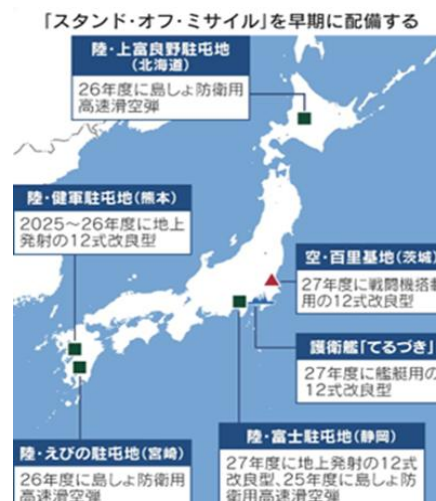 「スタンド・オフ・ミサイル」を早期に配備する
陸・上富良野駐屯地
(北海道)
26年度に島しょ防衛用
高速滑空弾
陸・健軍駐屯地(熊本)
2025~26年度に地上
発射の12式改良型
空・百里基地(茨城)
27年度に戦闘機搭載
用の12式改良型
護衛艦「てるづき」
27年度に艦艇用の
12式改良型
陸・えびの駐屯地(宮崎)
26年度に島しょ防衛用
高速滑空弾
陸・富士駐屯地(静岡)
27年度に地上発射の12式
改良型、25年度に島しょ防
衛用高速滑空弾